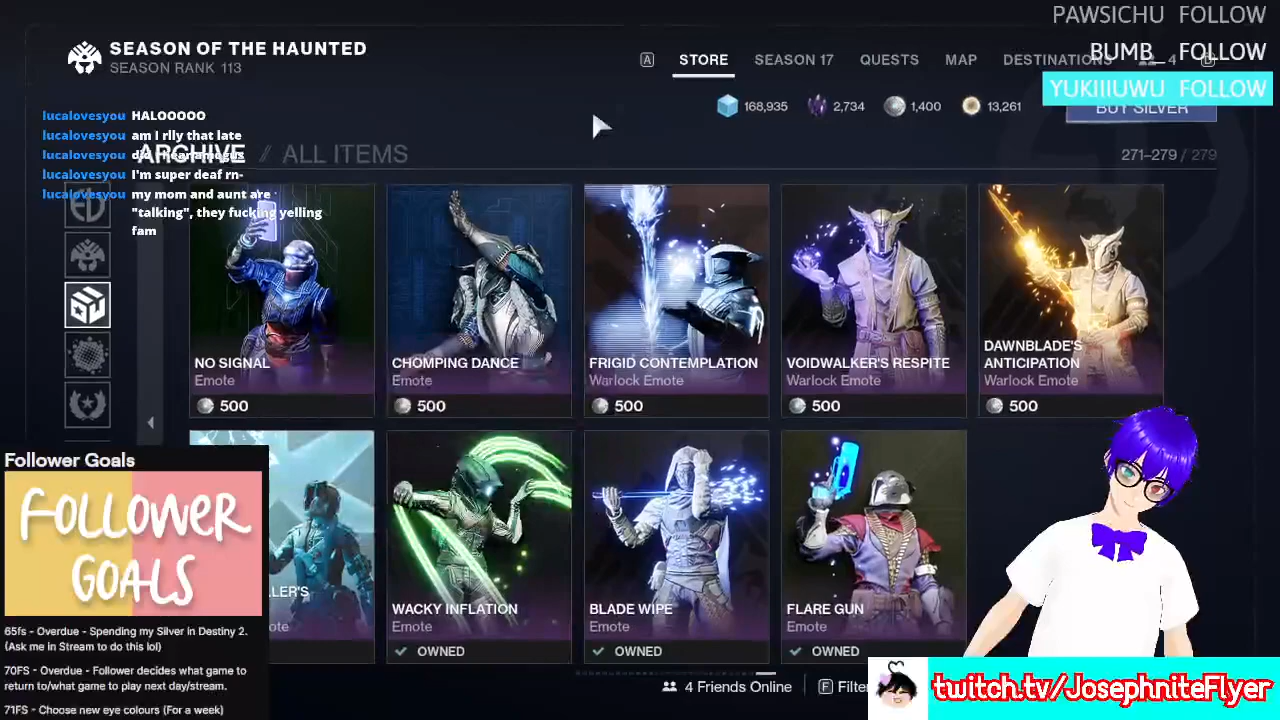 PAWSICHU FOLLOW
SEASON OF THE HAUNTED
SEASON RANK 113
A STORE SEASON 17 QUESTS MAP DESTINATIONS 4 D
BUMB_ FOLLOW
YUKIIIUWU FOLLOW
168,935 2,734 1,400 13,261
BUY SILVER
lucalovesyou HALOOOOO
lucalovesyou am I rlly that late
lucalovesyou did I hear amogus
lucalovesyou I'm super deaf rn-
lucalovesyou my mom and aunt are
"talking", they fucking yelling
fam
ARCHIVE // ALL ITEMS
271–279 / 279
NO SIGNAL
Emote
500
CHOMPING DANCE
Emote
500
FRIGID CONTEMPLATION
Warlock Emote
500
VOIDWALKER'S RESPITE
Warlock Emote
500
DAWNBLADE'S
ANTICIPATION
Warlock Emote
500
WACKY INFLATION
Emote
OWNED
BLADE WIPE
Emote
OWNED
FLARE GUN
Emote
OWNED
Follower Goals
FOLLOWER
GOALS
65fs - Overdue - Spending my Silver in Destiny 2.
(Ask me in Stream to do this lol)
70FS - Overdue - Follower decides what game to
return to/what game to play next day/stream.
71FS - Choose new eye colours (For a week)
4 Friends Online
F Filter
twitch.tv/JosephniteFlyer